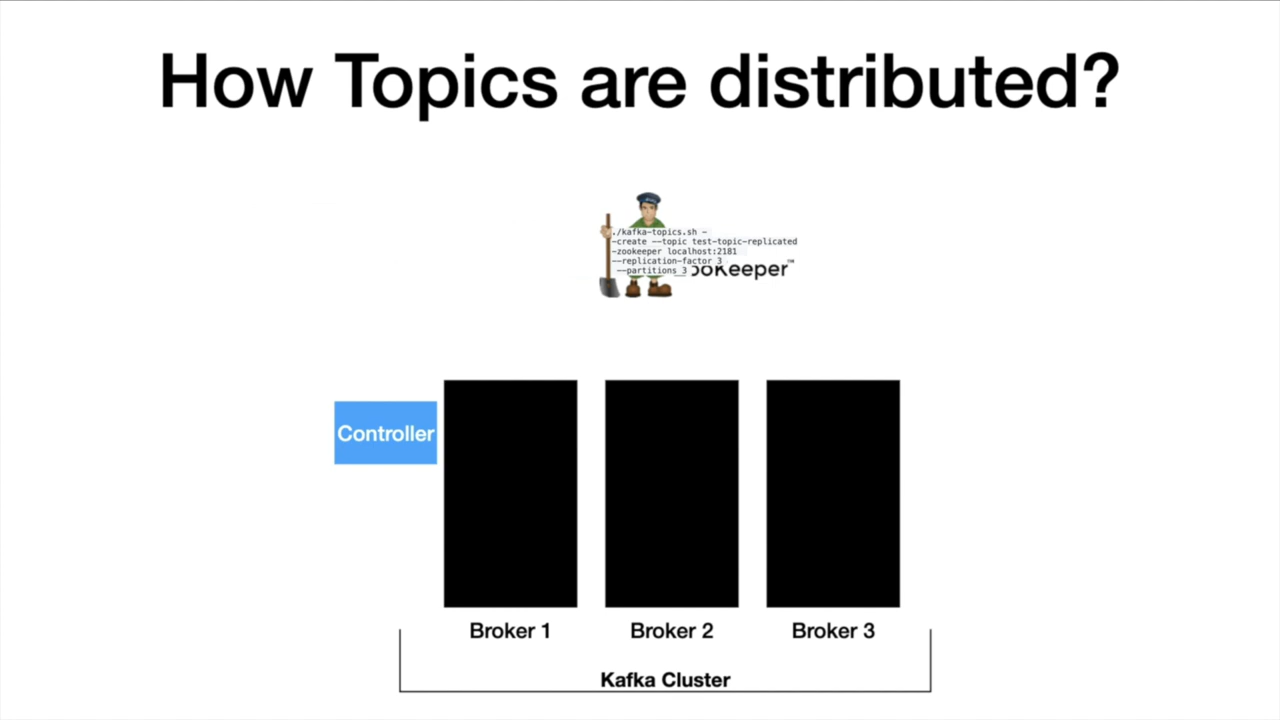 How Topics are distributed?
./kafka-topics.sh -
-create --topic test-topic-replicated
-zookeeper localhost:2181
--replication-factor 3
--partitions 3
ooKeeper™
Controller
Broker 1
Broker 2
Broker 3
Kafka Cluster